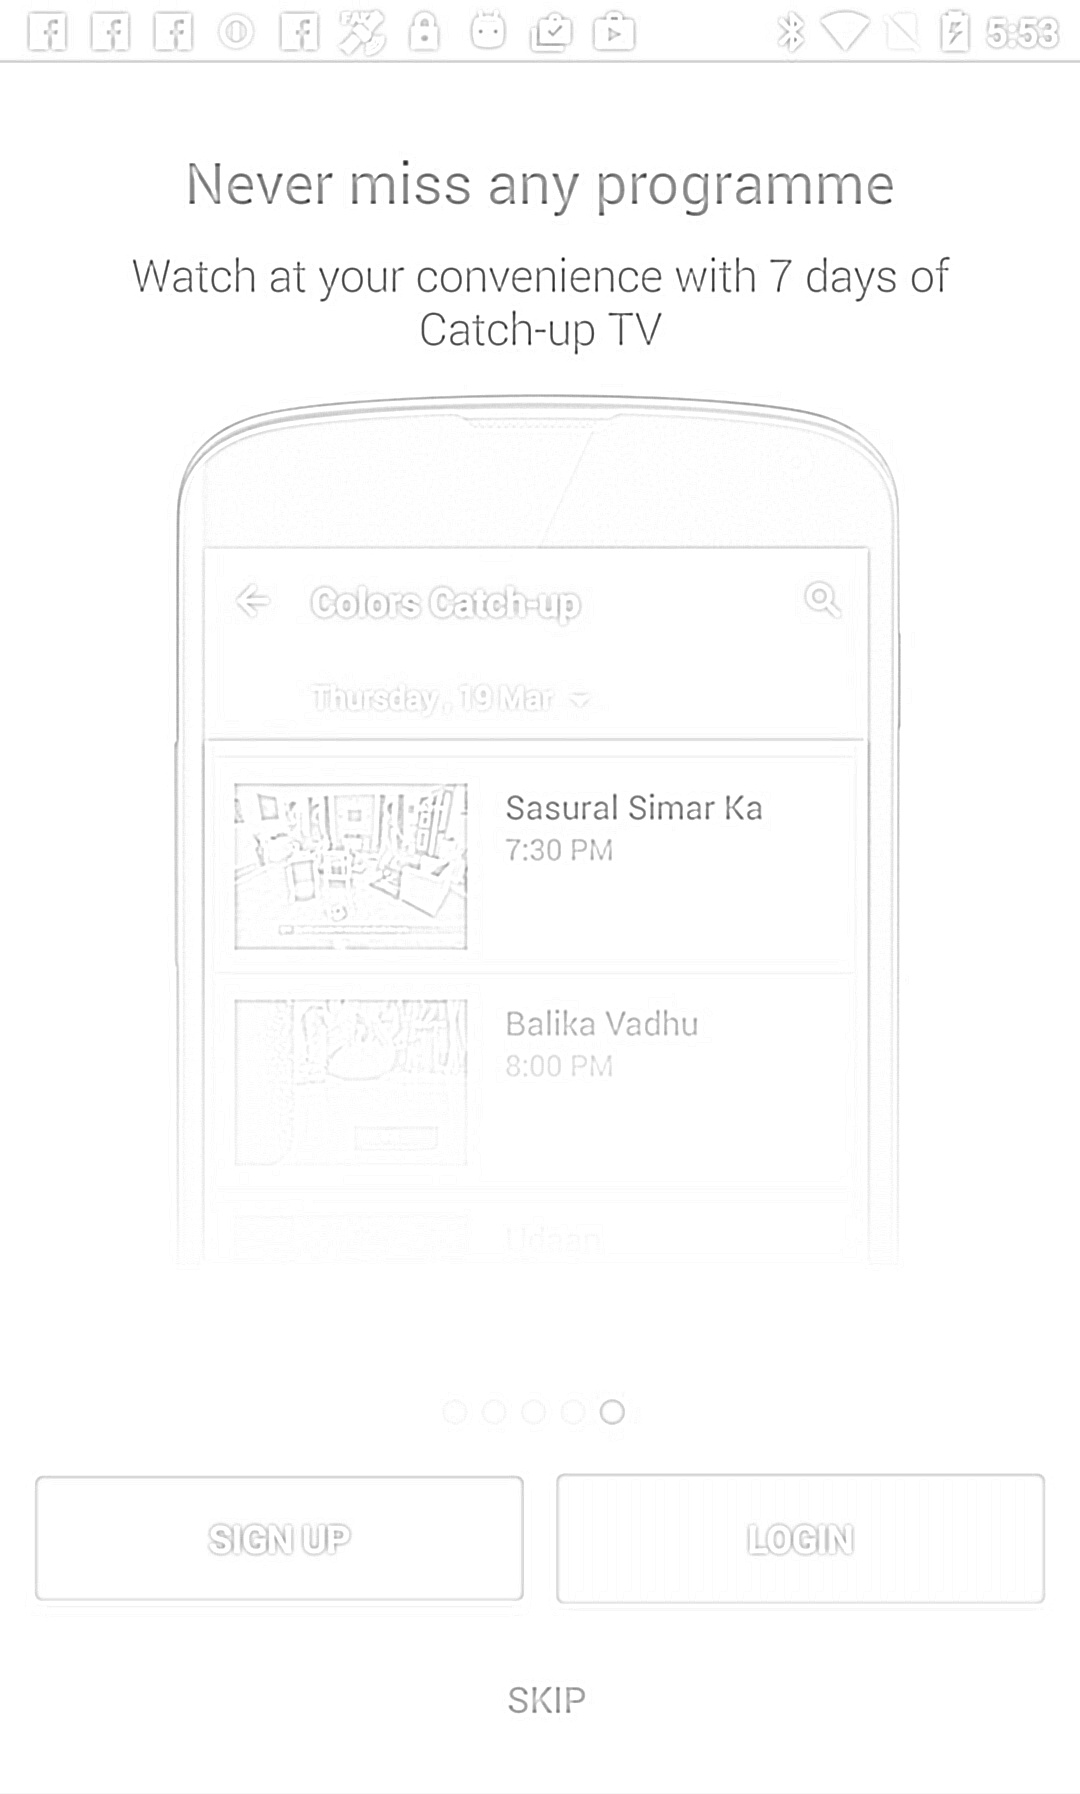 5:53
Never miss any programme
Watch at your convenience with 7 days of
Catch-up TV
Colors Catch-up
Thursday, 19 Mar
Sasural Simar Ka
7:30 PM
Balika Vadhu
8:00 PM
Udaan
SIGN UP
LOGIN
SKIP